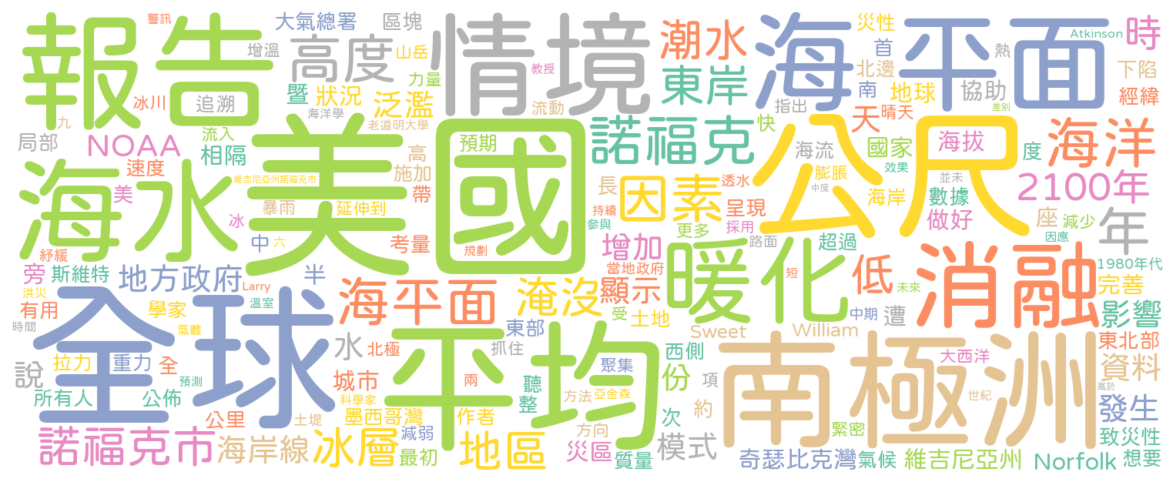 報告
美國
情境
海平面
公尺
海水
全球
平均
南極洲
消融
暖化
高度
潮水
東岸
諾福克
海洋
2100年
年
因素
NOAA
大氣總署
區塊
警訊
增溫
山岳
力量
教授
災性
首
熱
Atkinson
時
冰川
追溯
暨
狀況
泛濫
海洋學
老道明大學
流動
北邊
南
地球
協助
指出
差別
下陷
經緯
九
局部
流入
相隔
高
施加
預期
快
天
晴天
海流
國家
海拔
度
效果
速度
美
冰
維吉尼亞州諾福克市
暴雨
延伸到
帶
長
透水
膨脹
海岸
數據
並未
中度
持續
呈現
做好
座
減少
參與
更多
採用
中
六
考量
規劃
增加
路面
超過
因應
紓緩
旁
斯維特
地方政府
半
當地政府
顯示
低
短
未來
1980年代
完善
洪災
有用
學家
Larry
溫室
海平面
淹沒
受
土地
中期
遭
影響
時間
氣體
水
北極
抓住
東部
Sweet
William
東北部
說
拉力
重力
全
預測
兩
聽
聚集
西側
份
項
大西洋
資料
所有人
公佈
城市
科學家
整
方法
亞金森
世紀
高於
公里
土堤
墨西哥灣
作者
方向
次
約
緊密
發生
諾福克市
海岸線
冰層
減弱
最初
地區
災區
質量
模式
奇瑟比克灣
氣候
維吉尼亞州
Norfolk
致災性
想要